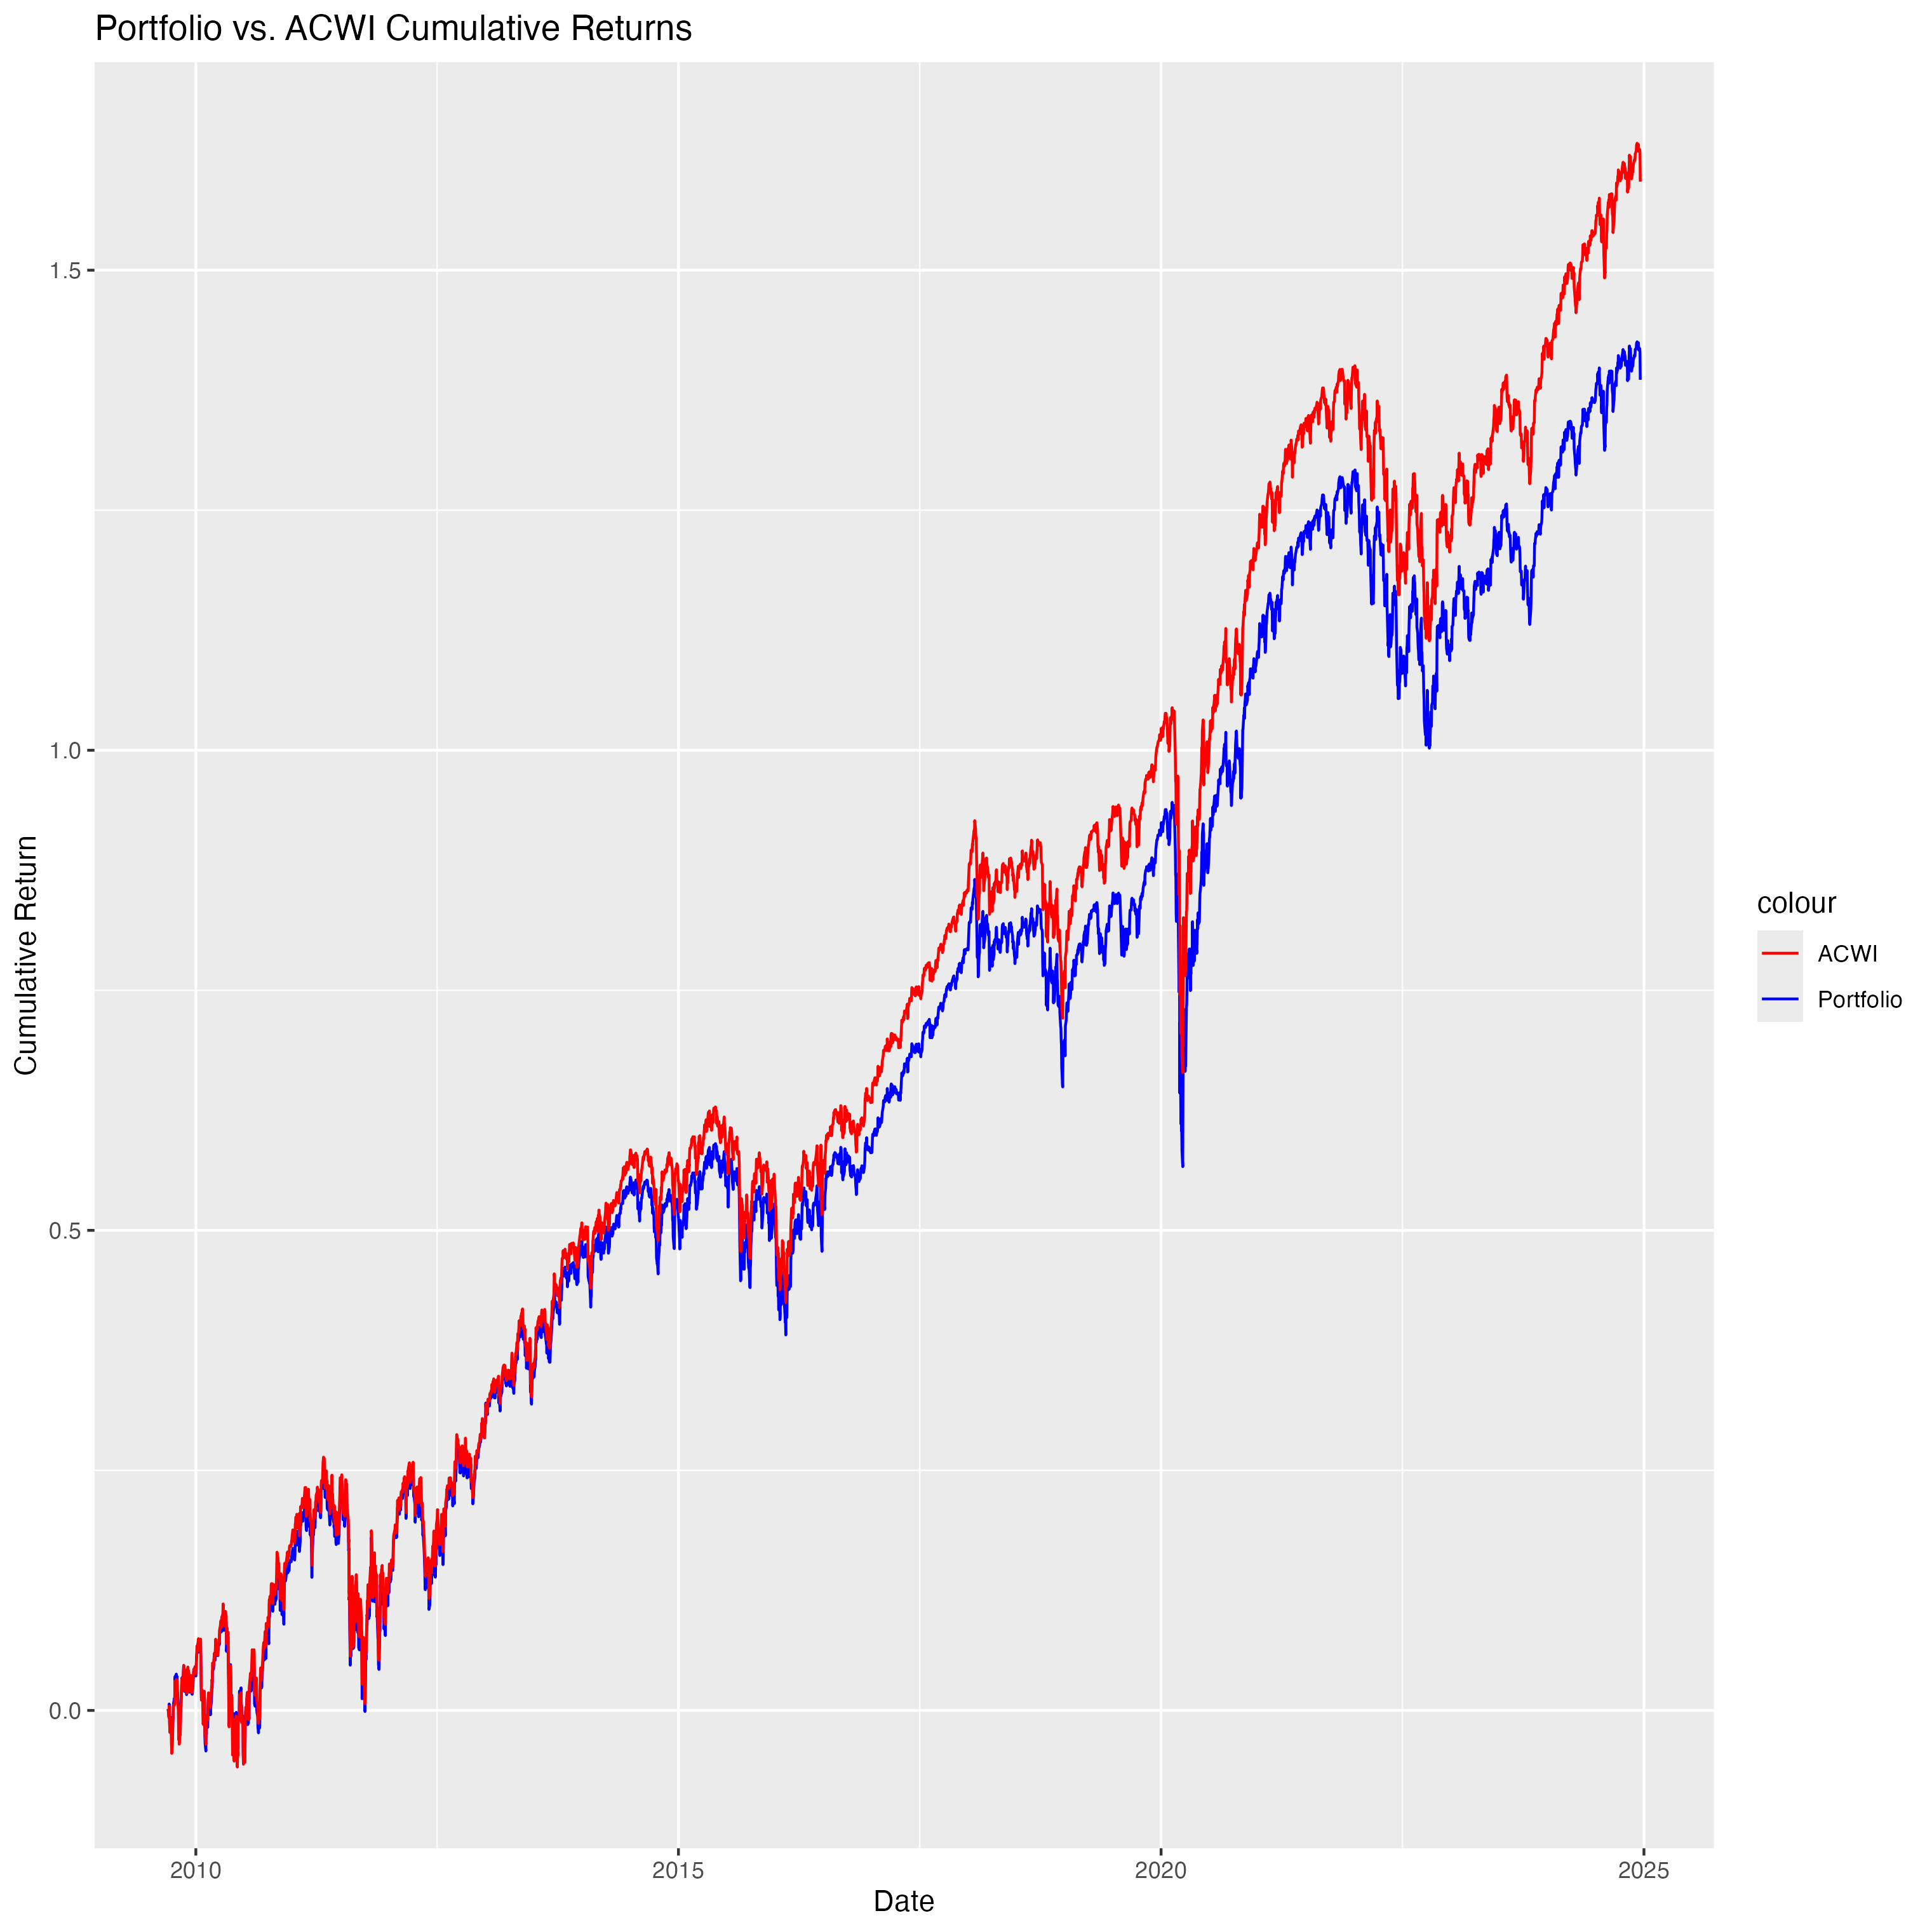 Portfolio vs. ACWI Cumulative Returns
Cumulative Return
1.5
1.0
0.5
0.0
2010
2015
2020
2025
Date
colour
ACWI
Portfolio